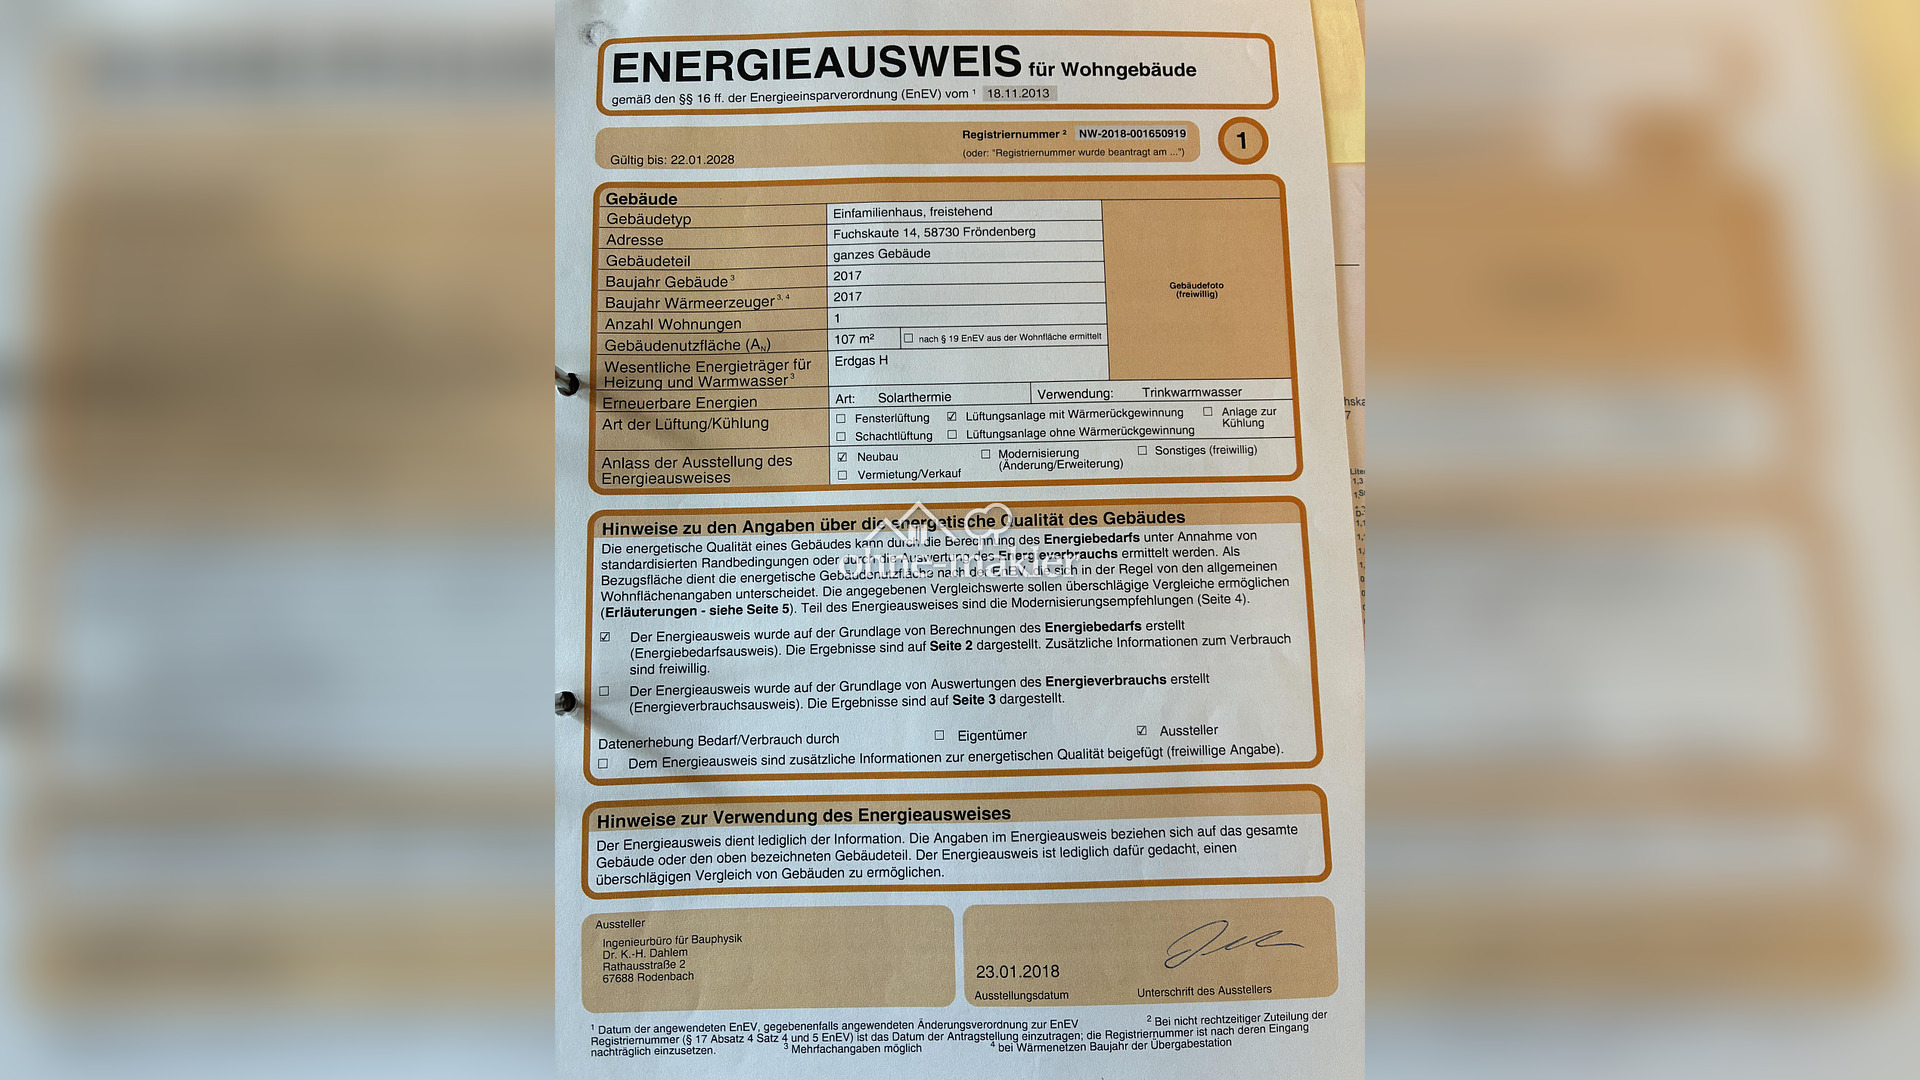 ENERGIEAUSWEIS für Wohngebäude
gemäß den §§ 16 ff. der Energieeinsparverordnung (EnEV) vom ¹ 18.11.2013
Registriernummer ² NW-2018-001650919
(oder: "Registriernummer wurde beantragt am ...")
Gültig bis: 22.01.2028
1
Gebäude
Gebäudetyp Einfamilienhaus, freistehend
Adresse Fuchskaute 14, 58730 Fröndenberg
Gebäudeteil ganzes Gebäude
Baujahr Gebäude ³ 2017
Baujahr Wärmeerzeuger ³, ⁴ 2017
Anzahl Wohnungen 1
Gebäudenutzfläche (AN) 107 m² ☐ nach § 19 EnEV aus der Wohnfläche ermittelt
Wesentliche Energieträger für Erdgas H
Heizung und Warmwasser ³
Gebäudefoto
(freiwillig)
Erneuerbare Energien Art: Solarthermie Verwendung: Trinkwarmwasser
Art der Lüftung/Kühlung ☐ Fensterlüftung ☑ Lüftungsanlage mit Wärmerückgewinnung ☐ Anlage zur
Kühlung
☐ Schachtlüftung ☐ Lüftungsanlage ohne Wärmerückgewinnung
Anlass der Ausstellung des ☑ Neubau ☐ Modernisierung ☐ Sonstiges (freiwillig)
Energieausweises ☐ Vermietung/Verkauf (Änderung/Erweiterung)
Hinweise zu den Angaben über die energetische Qualität des Gebäudes
Die energetische Qualität eines Gebäudes kann durch die Berechnung des Energiebedarfs unter Annahme von
standardisierten Randbedingungen oder durch die Auswertung des Energieverbrauchs ermittelt werden. Als
Bezugsfläche dient die energetische Gebäudenutzfläche nach der EnEV, die sich in der Regel von den allgemeinen
Wohnflächenangaben unterscheidet. Die angegebenen Vergleichswerte sollen überschlägige Vergleiche ermöglichen
(Erläuterungen - siehe Seite 5). Teil des Energieausweises sind die Modernisierungsempfehlungen (Seite 4).
ohne-makler
☑ Der Energieausweis wurde auf der Grundlage von Berechnungen des Energiebedarfs erstellt
(Energiebedarfsausweis). Die Ergebnisse sind auf Seite 2 dargestellt. Zusätzliche Informationen zum Verbrauch
sind freiwillig.
☐ Der Energieausweis wurde auf der Grundlage von Auswertungen des Energieverbrauchs erstellt
(Energieverbrauchsausweis). Die Ergebnisse sind auf Seite 3 dargestellt.
Datenerhebung Bedarf/Verbrauch durch ☐ Eigentümer ☑ Aussteller
☐ Dem Energieausweis sind zusätzliche Informationen zur energetischen Qualität beigefügt (freiwillige Angabe).
Hinweise zur Verwendung des Energieausweises
Der Energieausweis dient lediglich der Information. Die Angaben im Energieausweis beziehen sich auf das gesamte
Gebäude oder den oben bezeichneten Gebäudeteil. Der Energieausweis ist lediglich dafür gedacht, einen
überschlägigen Vergleich von Gebäuden zu ermöglichen.
Aussteller
Ingenieurbüro für Bauphysik
Dr. K.-H. Dahlem
Rathausstraße 2
67688 Rodenbach
23.01.2018
Ausstellungsdatum Unterschrift des Ausstellers
¹ Datum der angewendeten EnEV, gegebenenfalls angewendeten Änderungsverordnung zur EnEV ² Bei nicht rechtzeitiger Zuteilung der
Registriernummer (§ 17 Absatz 4 Satz 4 und 5 EnEV) ist das Datum der Antragstellung einzutragen; die Registriernummer ist nach deren Eingang
nachträglich einzusetzen. ³ Mehrfachangaben möglich ⁴ bei Wärmenetzen Baujahr der Übergabestation